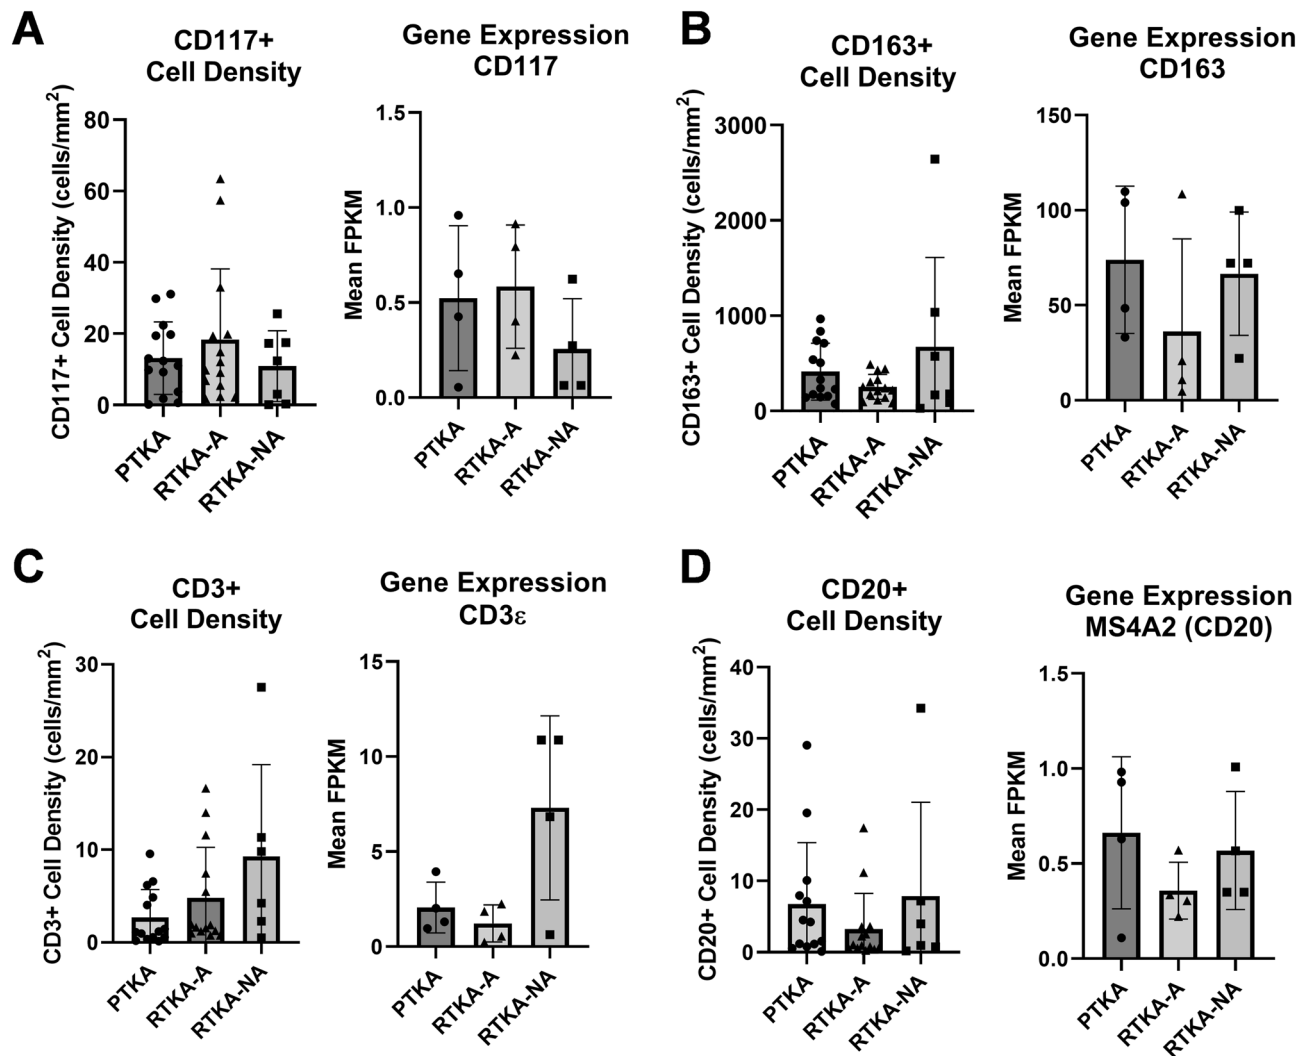 A
CD117+
Cell Density
CD117+ Cell Density (cells/mm2)
80
60
40
20
0
PTKA
RTKA-A
RTKA-NA
Gene Expression
CD117
Mean FPKM
1.5
1.0
0.5
0.0
PTKA
RTKA-A
RTKA-NA
B
CD163+
Cell Density
CD163+ Cell Density (cells/mm2)
3000
2000
1000
0
PTKA
RTKA-A
RTKA-NA
Gene Expression
CD163
Mean FPKM
150
100
50
0
PTKA
RTKA-A
RTKA-NA
C
CD3+
Cell Density
CD3+ Cell Density (cells/mm2)
30
20
10
0
PTKA
RTKA-A
RTKA-NA
Gene Expression
CD3ε
Mean FPKM
15
10
5
0
PTKA
RTKA-A
RTKA-NA
D
CD20+
Cell Density
CD20+ Cell Density (cells/mm2)
40
30
20
10
0
PTKA
RTKA-A
RTKA-NA
Gene Expression
MS4A2 (CD20)
Mean FPKM
1.5
1.0
0.5
0.0
PTKA
RTKA-A
RTKA-NA